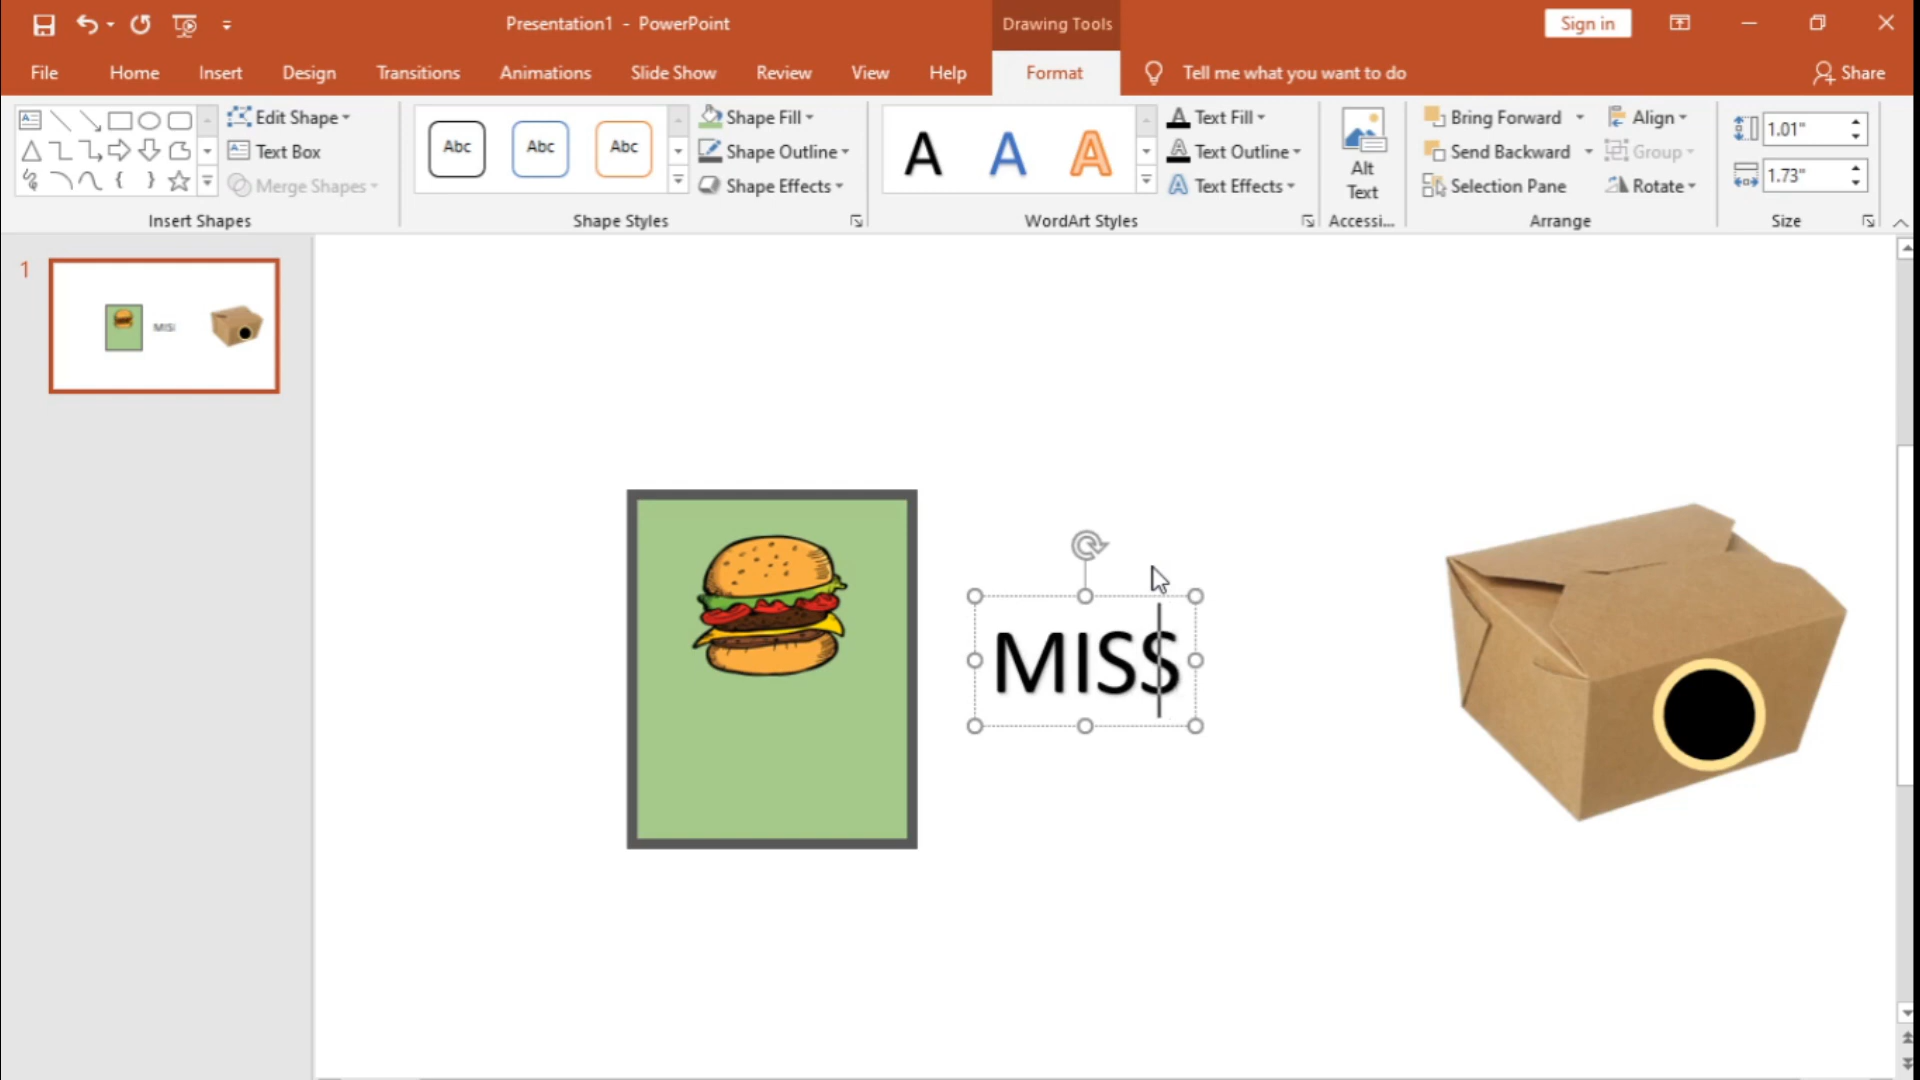 Presentation1 - PowerPoint
Drawing Tools
Sign in
File Home Insert Design Transitions Animations Slide Show Review View Help Format Tell me what you want to do Share
Edit Shape
Text Box
Merge Shapes
Insert Shapes
Abc Abc Abc
Shape Fill
Shape Outline
Shape Effects
Shape Styles
A A A
Text Fill
Text Outline
Text Effects
WordArt Styles
Alt
Text
Accessi...
Bring Forward
Send Backward
Selection Pane
Align
Group
Rotate
Arrange
1.01"
1.73"
Size
1
MISS